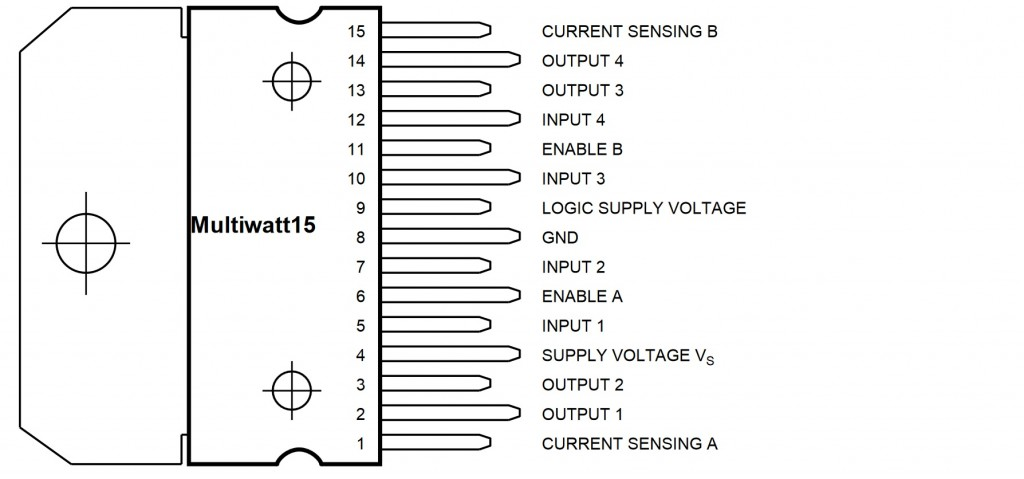 15 CURRENT SENSING B
14 OUTPUT 4
13 OUTPUT 3
12 INPUT 4
11 ENABLE B
10 INPUT 3
9 LOGIC SUPPLY VOLTAGE
Multiwatt15
8 GND
7 INPUT 2
6 ENABLE A
5 INPUT 1
4 SUPPLY VOLTAGE VS
3 OUTPUT 2
2 OUTPUT 1
1 CURRENT SENSING A